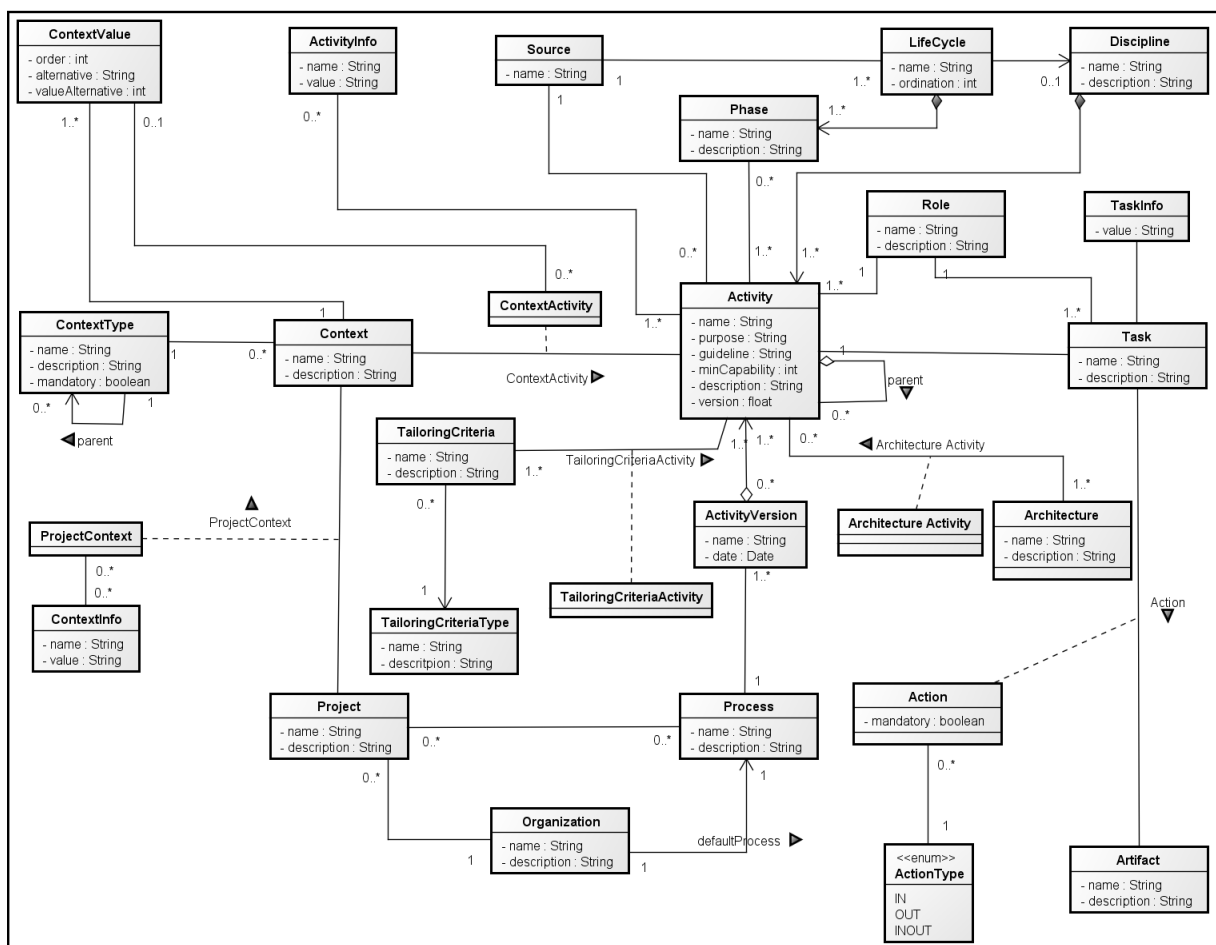 ContextValue
- order : int
- alternative : String
- valueAlternative : int
1..*
0..1
ActivityInfo
- name : String
- value : String
0..*
Source
- name : String
1
1
LifeCycle
- name : String
- ordination : int
1..*
Discipline
- name : String
- description : String
0..1
Phase
- name : String
- description : String
1..*
0..*
Role
- name : String
- description : String
1
1
TaskInfo
- value : String
0..*
1..*
1..*
0..*
ContextActivity
1..*
1..*
1..*
Activity
- name : String
- purpose : String
- guideline : String
- minCapability : int
- description : String
- version : float
1
parent
0..*
ContextType
- name : String
- description : String
- mandatory : boolean
1
0..*
0..*
1
parent
1
Context
- name : String
- description : String
ContextActivity
Task
- name : String
- description : String
TailoringCriteria
- name : String
- description : String
1..*
TailoringCriteriaActivity
1..*
1..*
0..*
Architecture Activity
0..*
0..*
1..*
ProjectContext
ProjectContext
0..*
0..*
ActivityVersion
- name : String
- date : Date
1..*
Architecture Activity
Architecture
- name : String
- description : String
ContextInfo
- name : String
- value : String
1
TailoringCriteriaType
- name : String
- descritpion : String
TailoringCriteriaActivity
Action
Project
- name : String
- description : String
0..*
0..*
0..*
1
Process
- name : String
- description : String
1
Action
- mandatory : boolean
0..*
1
Organization
- name : String
- description : String
1
1
defaultProcess
<<enum>>
ActionType
IN
OUT
INOUT
Artifact
- name : String
- description : String